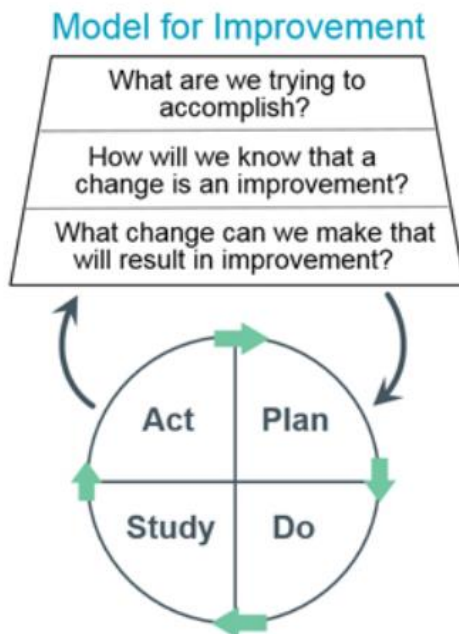 Model for Improvement
What are we trying to
accomplish?
How will we know that a
change is an improvement?
What change can we make that
will result in improvement?
Act
Plan
Study
Do